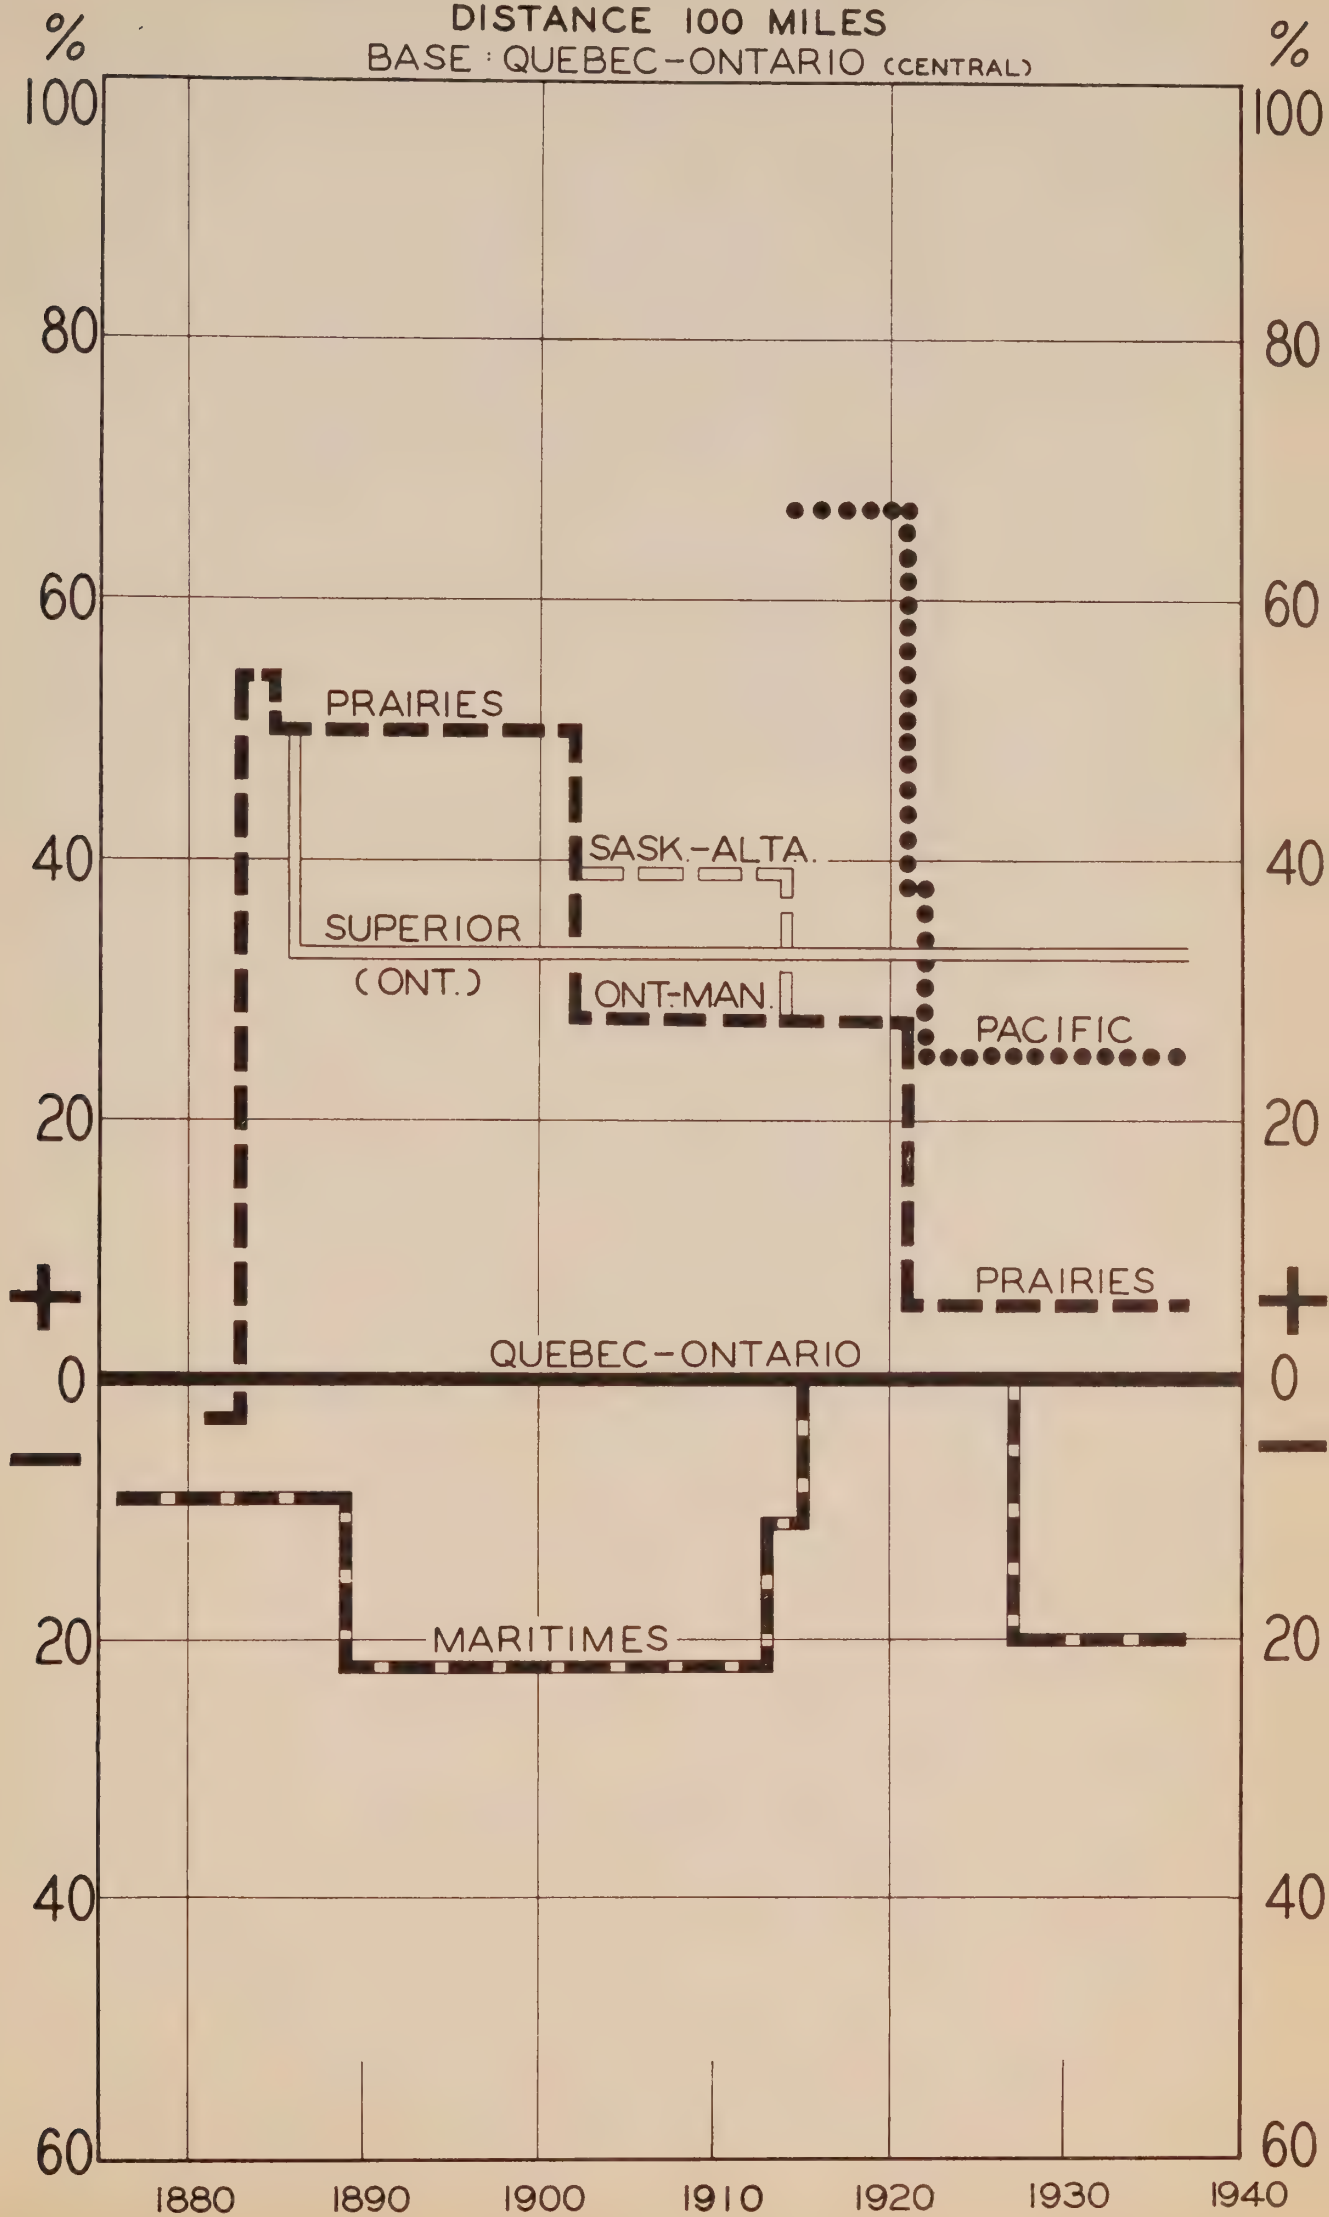 DISTANCE 100 MILES
% %
BASE : QUEBEC-ONTARIO (CENTRAL)
100 100
80 80
60 60
PRAIRIES
40 SASK.-ALTA. 40
SUPERIOR
(ONT.) ONT.-MAN.
PACIFIC
20 20
PRAIRIES
+ +
QUEBEC-ONTARIO
0 0
— —
20 MARITIMES 20
40 40
60 60
1880 1890 1900 1910 1920 1930 1940